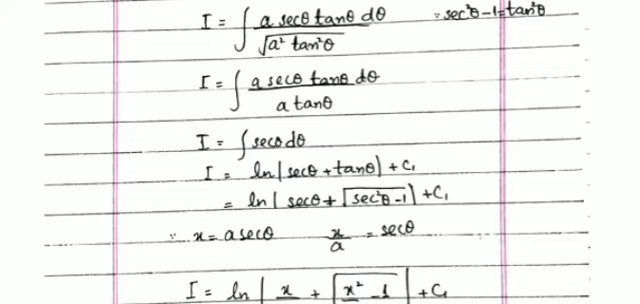 I = ∫ a secθ tanθ dθ / √a² tan²θ ∵ sec²θ - 1 = tan²θ
I = ∫ a secθ tanθ dθ / a tanθ
I = ∫ secθ dθ
I = ln|secθ + tanθ| + C₁
= ln| secθ + √sec²θ - 1 | + C₁
∵ x = a secθ x/a = secθ
I = ln | x + √x² - 1 | + C₁